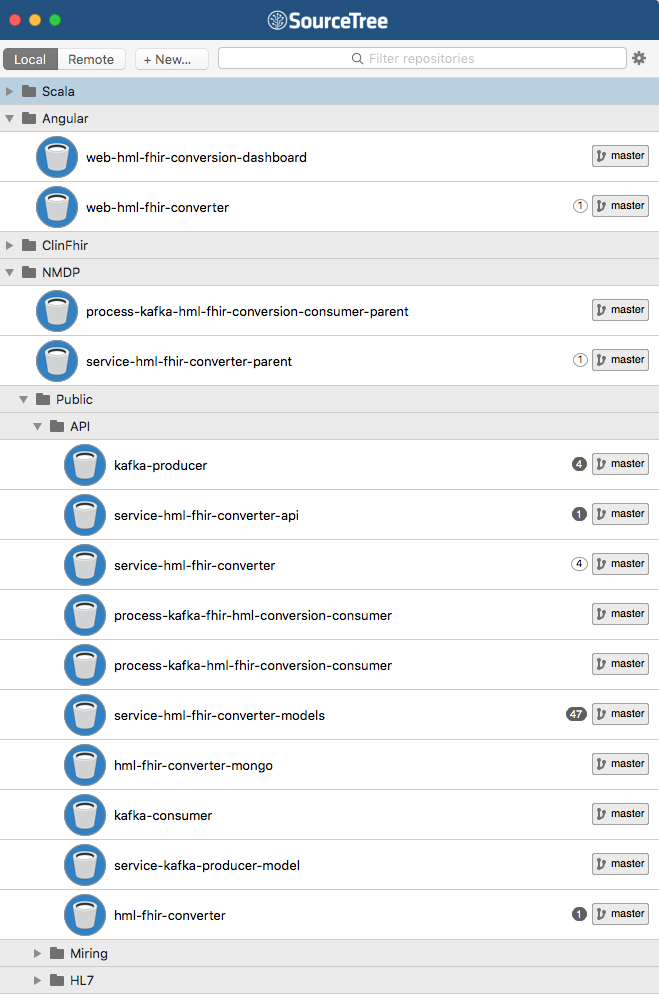 SourceTree
Local Remote + New... Filter repositories
Scala
Angular
web-hml-fhir-conversion-dashboard master
web-hml-fhir-converter 1 master
ClinFhir
NMDP
process-kafka-hml-fhir-conversion-consumer-parent master
service-hml-fhir-converter-parent 1 master
Public
API
kafka-producer 4 master
service-hml-fhir-converter-api 1 master
service-hml-fhir-converter 4 master
process-kafka-fhir-hml-conversion-consumer master
process-kafka-hml-fhir-conversion-consumer master
service-hml-fhir-converter-models 47 master
hml-fhir-converter-mongo master
kafka-consumer master
service-kafka-producer-model master
hml-fhir-converter 1 master
Miring
HL7